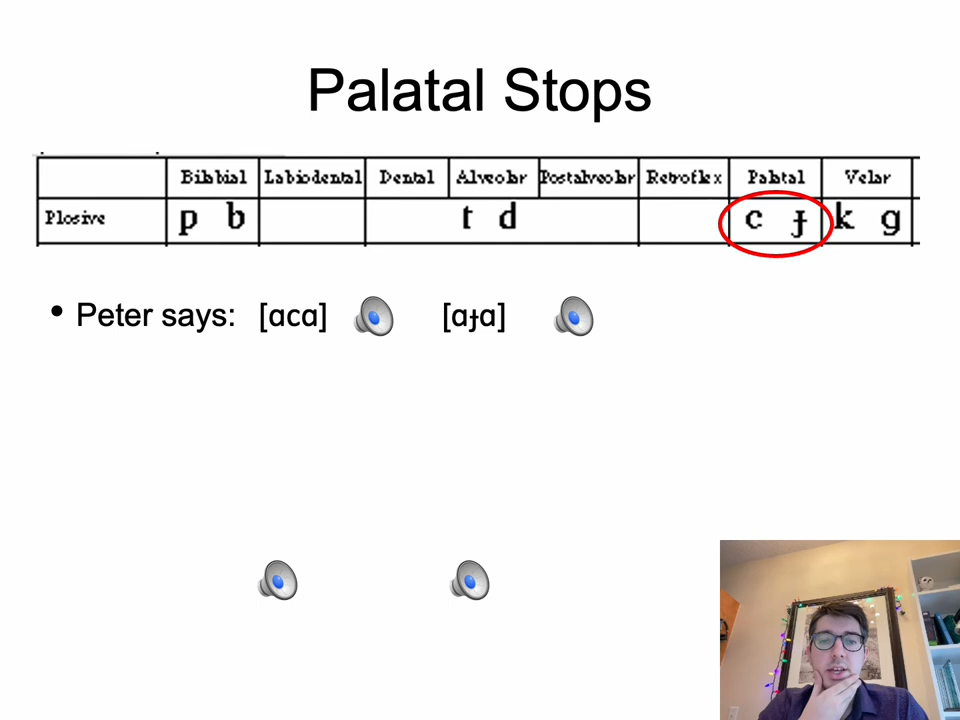 Palatal Stops
Bilabial Labiodental Dental Alveolar Postalveolar Retroflex Palatal Velar
Plosive p b t d c ɟ k g
• Peter says: [ɑcɑ] [ɑɟɑ]